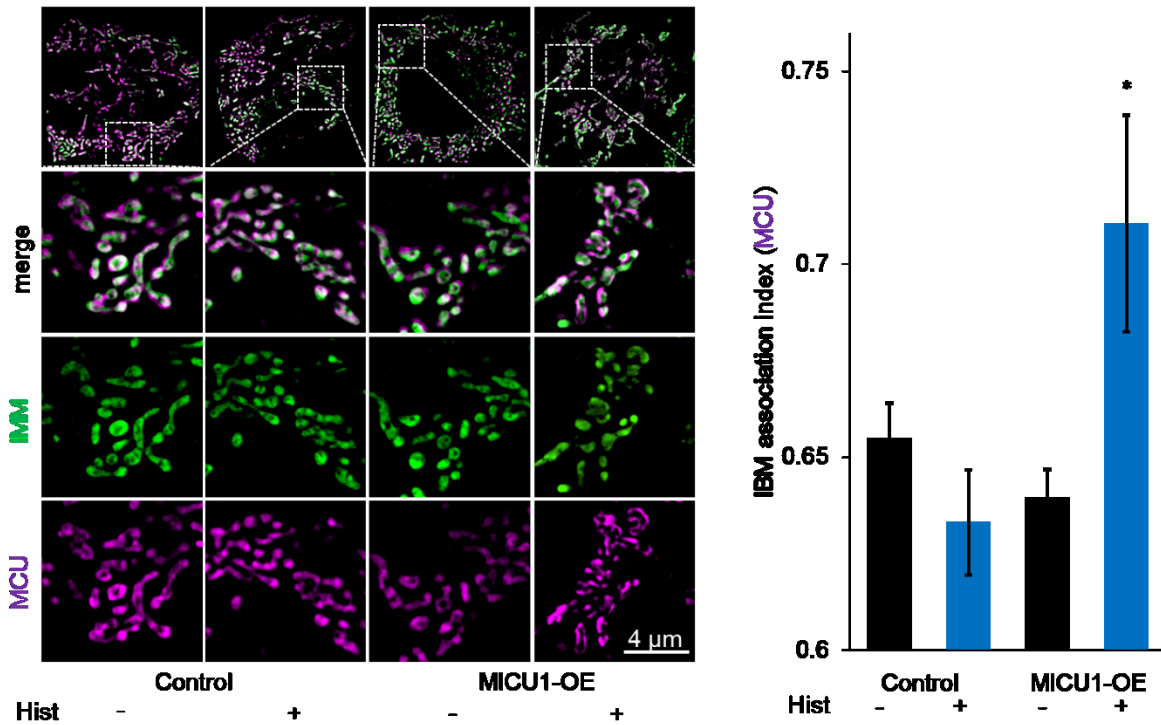 merge
IMM
MCU
4 µm
Control MICU1-OE
Hist - + - +
IBM association index (MCU)
0.75
0.7
0.65
0.6
*
Control MICU1-OE
Hist - + - +